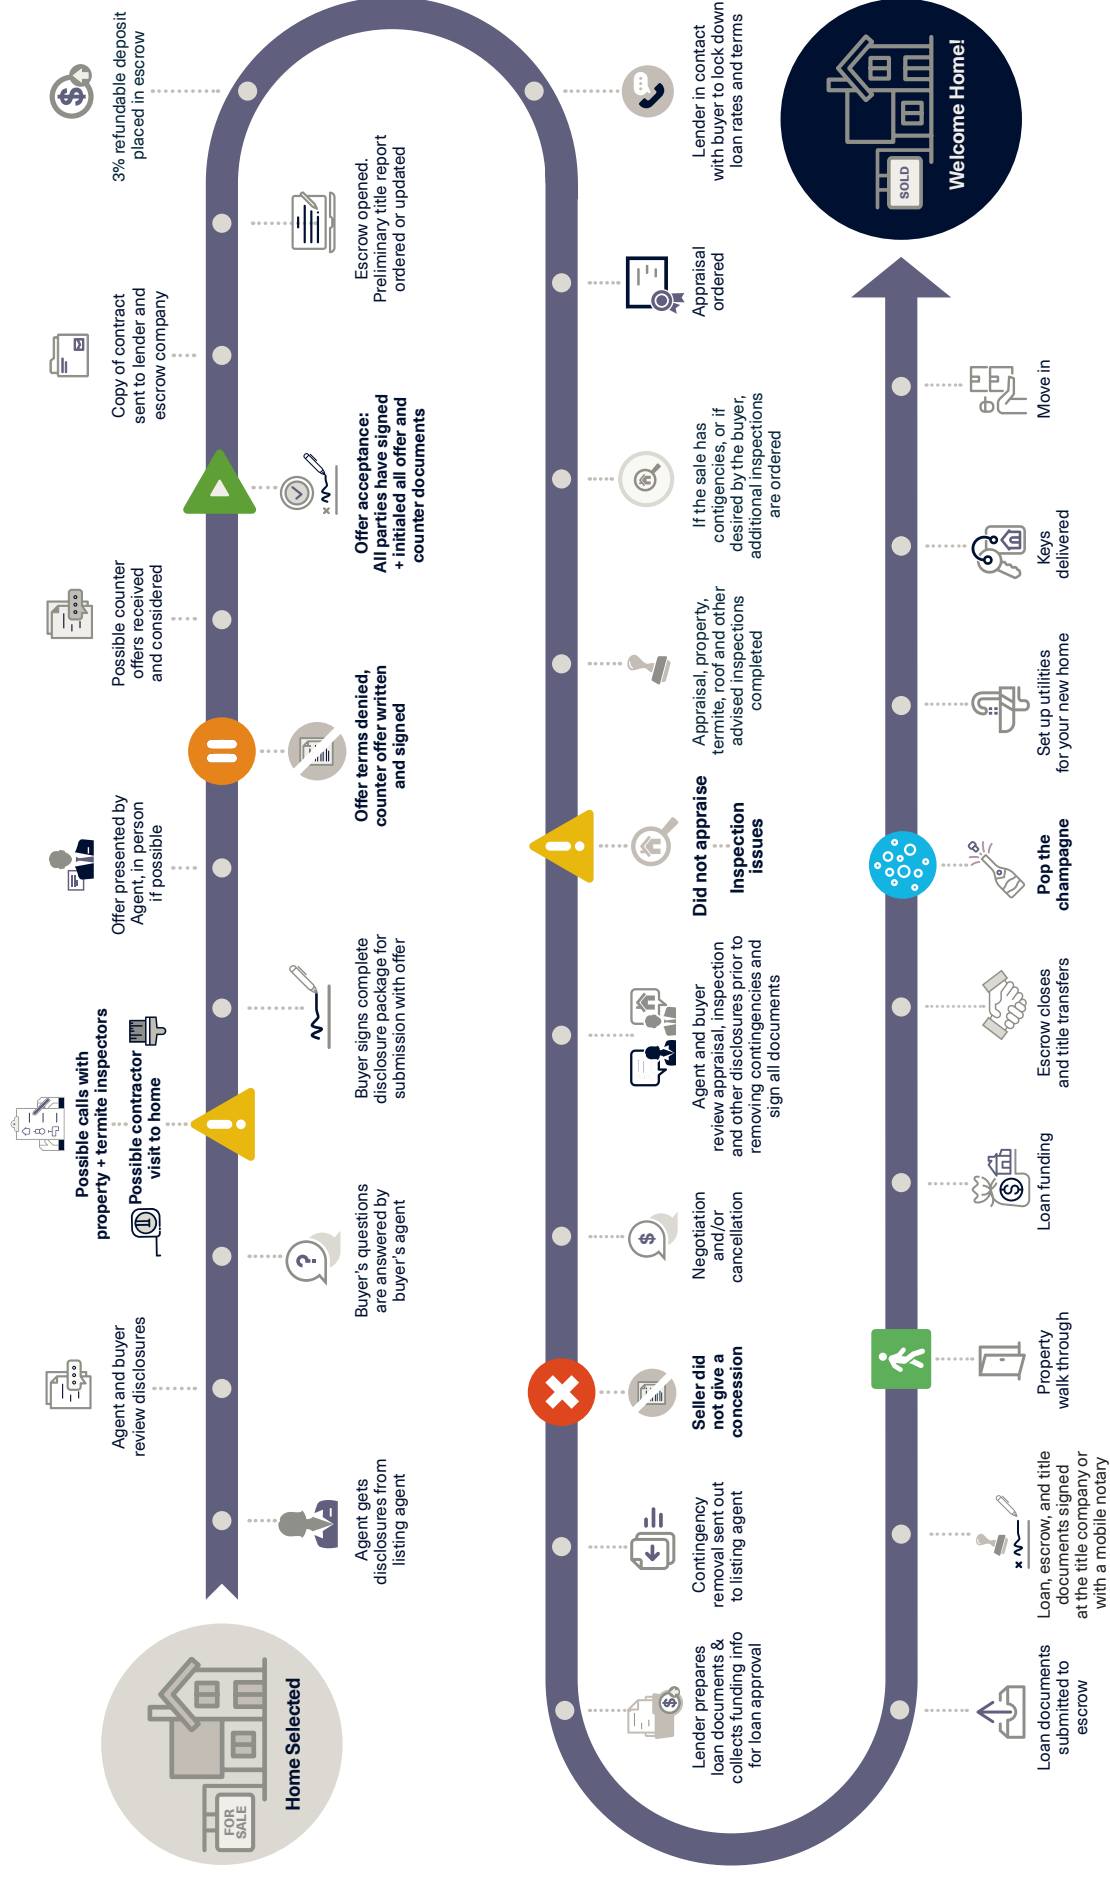 FOR
SALE
Home Selected
Agent gets
disclosures from
listing agent
Agent and buyer
review disclosures
Buyer's questions
are answered by
buyer's agent
Possible calls with
property + termite inspectors
Possible contractor
visit to home
Buyer signs complete
disclosure package for
submission with offer
Offer presented by
Agent, in person
if possible
Offer terms denied,
counter offer written
and signed
Possible counter
offers received
and considered
Offer acceptance:
All parties have signed
+ initialed all offer and
counter documents
Copy of contract
sent to lender and
escrow company
Escrow opened.
Preliminary title report
ordered or updated
3% refundable deposit
placed in escrow
Lender in contact
with buyer to lock down
loan rates and terms
Appraisal
ordered
If the sale has
contigencies, or if
desired by the buyer,
additional inspections
are ordered
Appraisal, property,
termite, roof and other
advised inspections
completed
Did not appraise
Inspection
issues
Agent and buyer
review appraisal, inspection
and other disclosures prior to
removing contingencies and
sign all documents
Negotiation
and/or
cancellation
Seller did
not give a
concession
Contingency
removal sent out
to listing agent
Lender prepares
loan documents &
collects funding info
for loan approval
Loan documents
submitted to
escrow
Loan, escrow, and title
documents signed
at the title company or
with a mobile notary
Property
walk through
Loan funding
Escrow closes
and title transfers
Pop the
champagne
Set up utilities
for your new home
Keys
delivered
Move in
SOLD
Welcome Home!